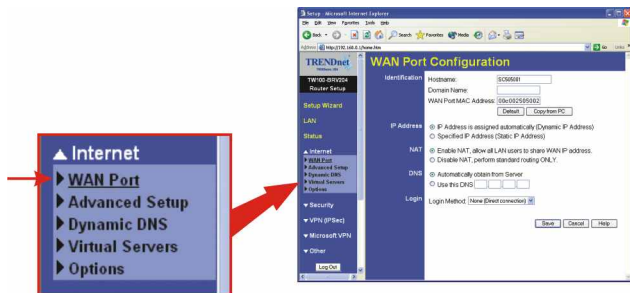 Internet
WAN Port
Advanced Setup
Dynamic DNS
Virtual Servers
Options
Setup - Microsoft Internet Explorer
File Edit View Favorites Tools Help
Back Search Favorites Media
Address http://192.168.0.1/home.htm Go Links
TRENDnet
TW100-BRV204
Router Setup
Setup Wizard
LAN
Status
Internet
WAN Port
Advanced Setup
Dynamic DNS
Virtual Servers
Options
Security
VPN (IPSec)
Microsoft VPN
Other
Log Out
WAN Port Configuration
Identification
Hostname: SC505001
Domain Name:
WAN Port MAC Address: 00c002505002
Default Copy from PC
IP Address
IP Address is assigned automatically (Dynamic IP Address)
Specified IP Address (Static IP Address)
NAT
Enable NAT, allow all LAN users to share WAN IP address.
Disable NAT, perform standard routing ONLY.
DNS
Automatically obtain from Server
Use this DNS
Login
Login Method: None (Direct connection)
Save Cancel Help